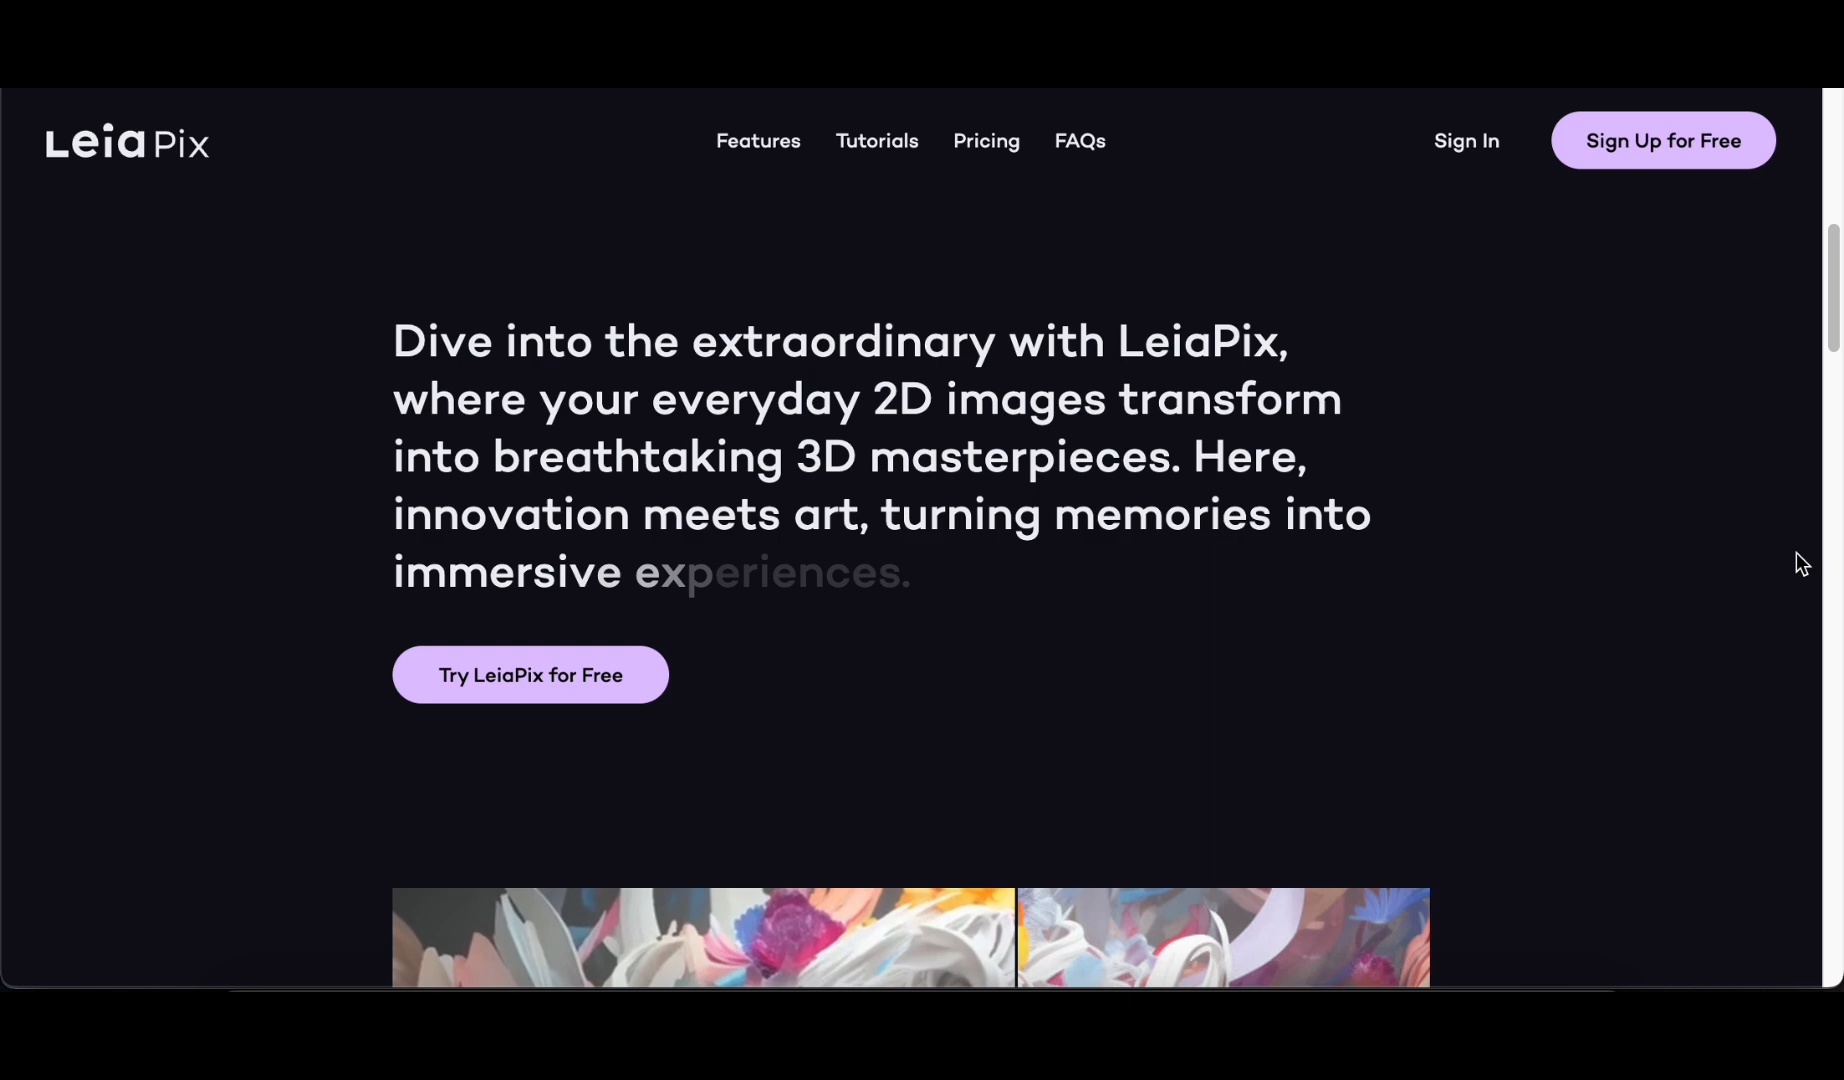 Leia Pix
Features
Tutorials
Pricing
FAQs
Sign In
Sign Up for Free
Dive into the extraordinary with LeiaPix,
where your everyday 2D images transform
into breathtaking 3D masterpieces. Here,
innovation meets art, turning memories into
immersive experiences.
Try LeiaPix for Free